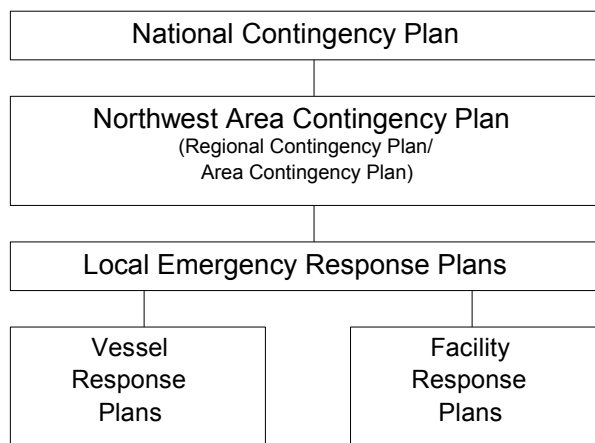 National Contingency Plan
Northwest Area Contingency Plan
(Regional Contingency Plan/
Area Contingency Plan)
Local Emergency Response Plans
Vessel
Response
Plans
Facility
Response
Plans